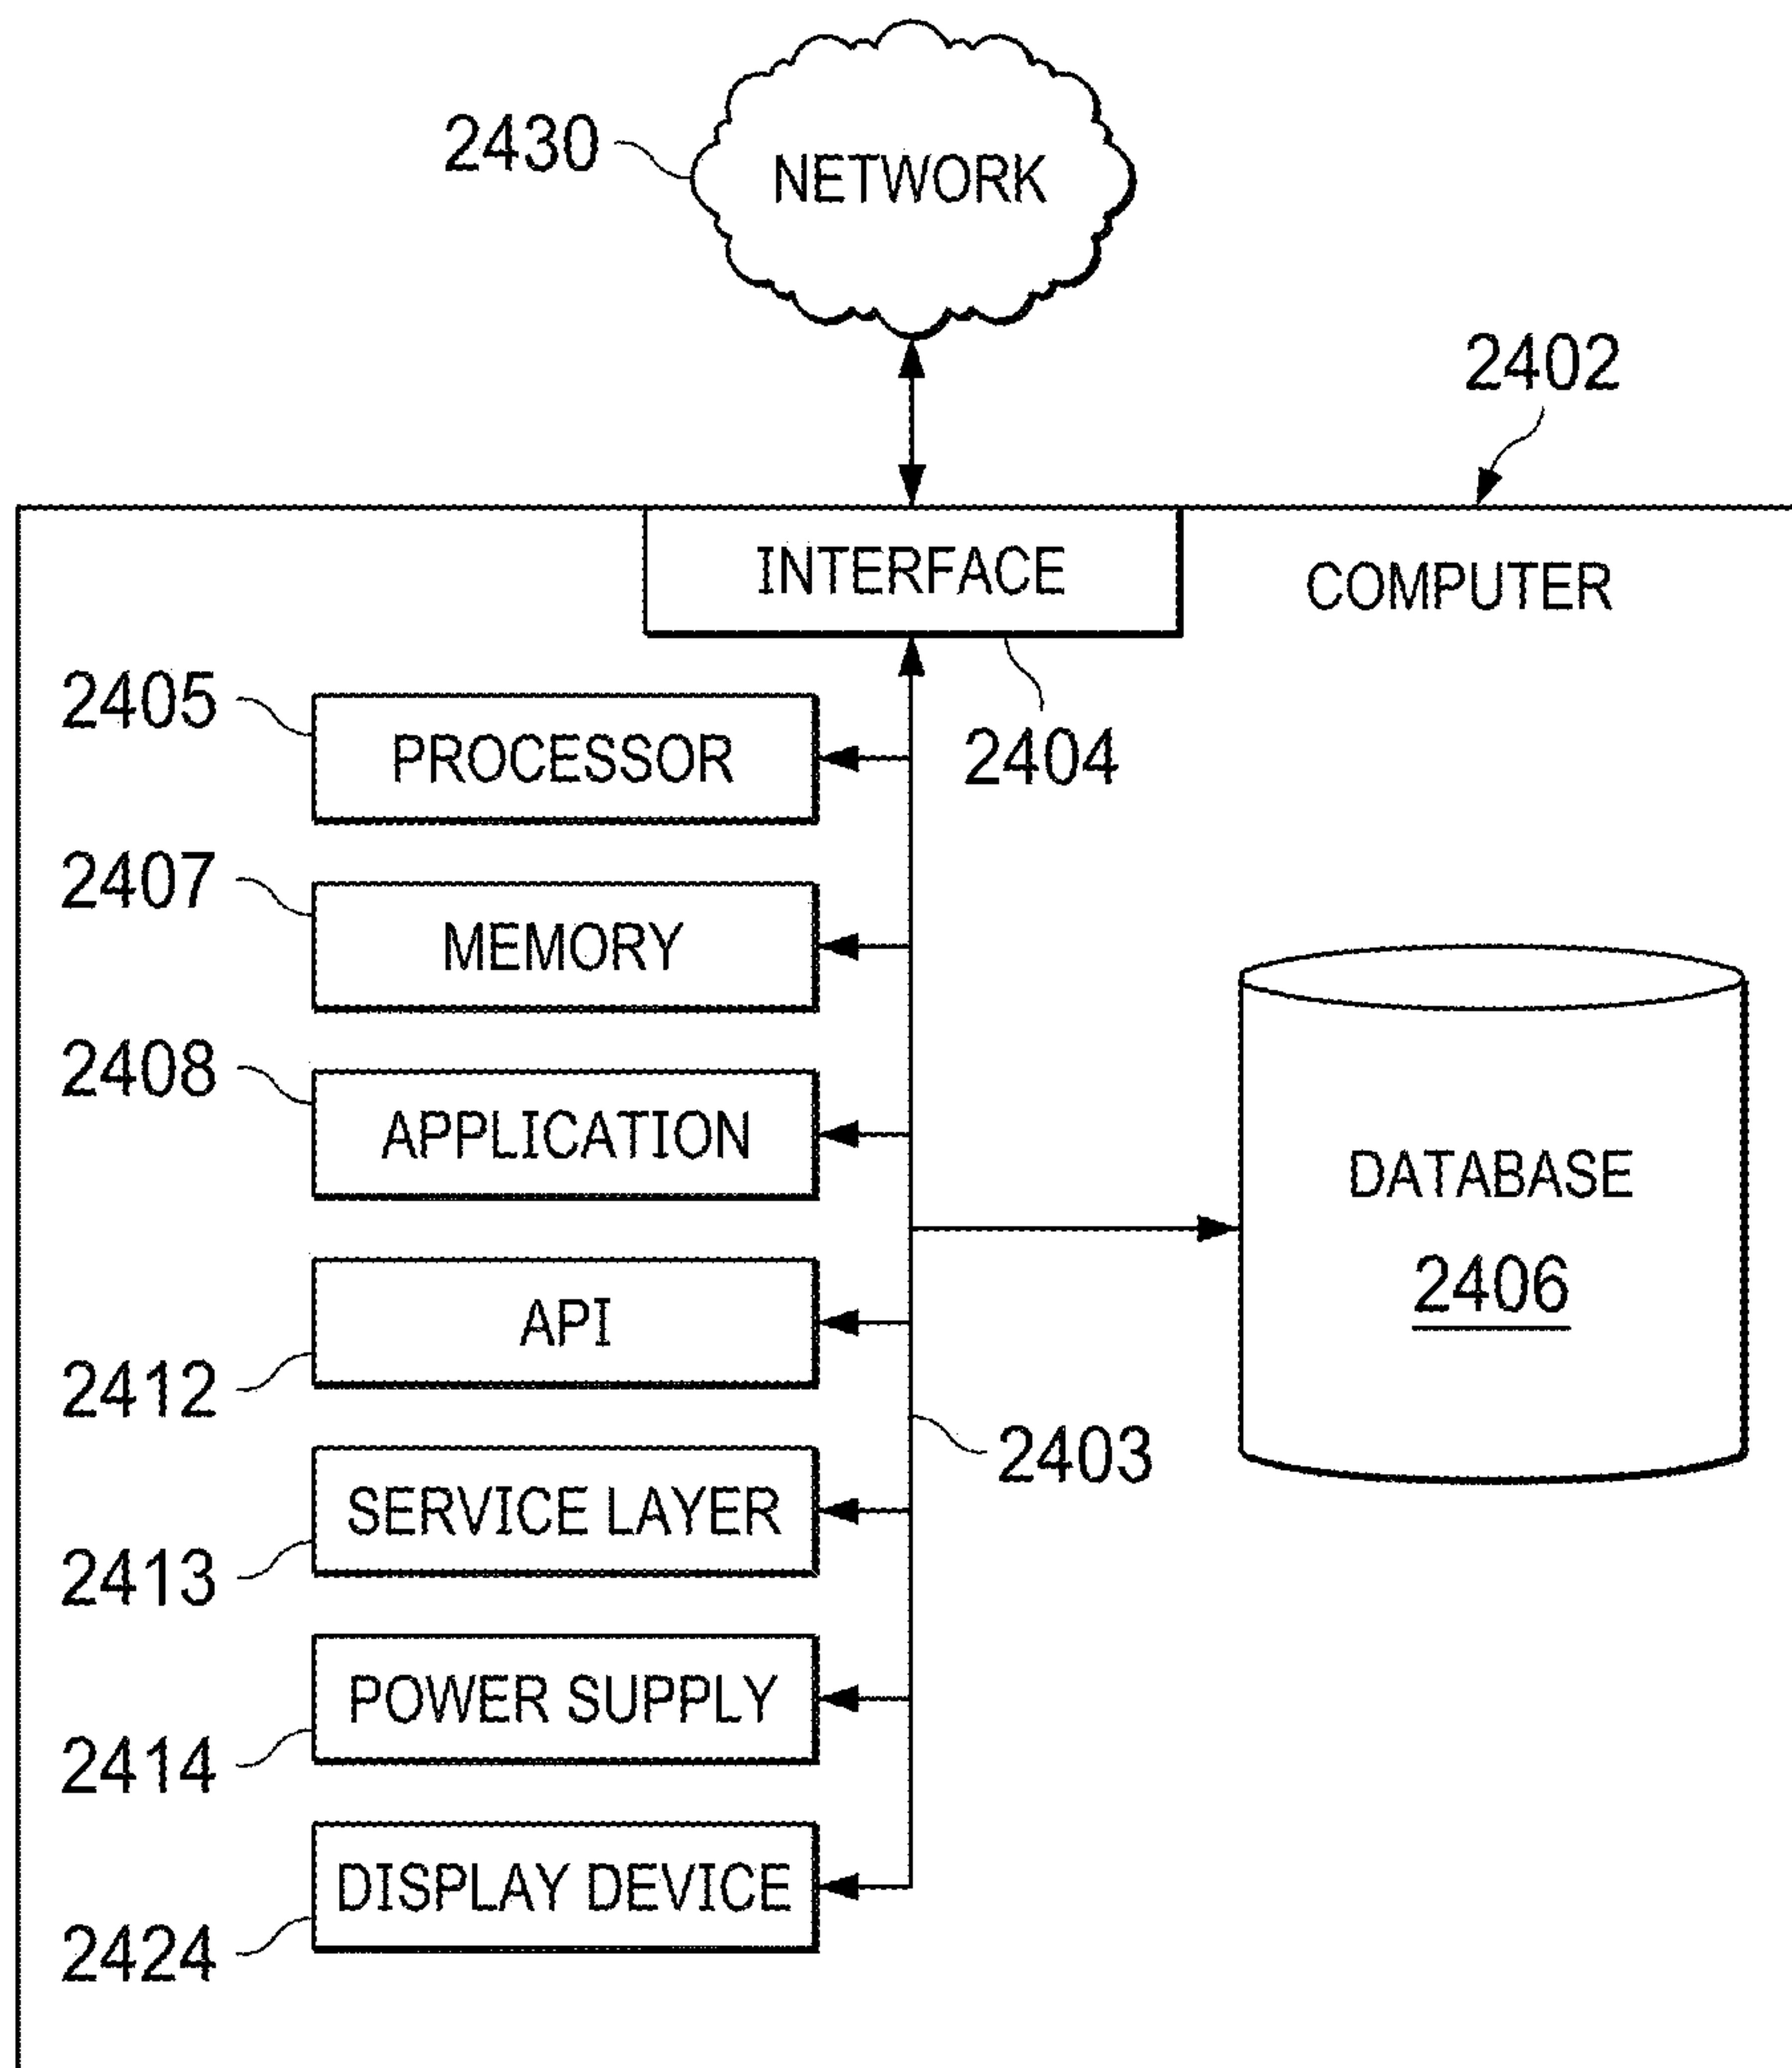 2430
NETWORK
2402
INTERFACE
COMPUTER
2405
PROCESSOR
2404
2407
MEMORY
2408
APPLICATION
DATABASE
2406
API
2412
2403
SERVICE LAYER
2413
POWER SUPPLY
2414
DISPLAY DEVICE
2424